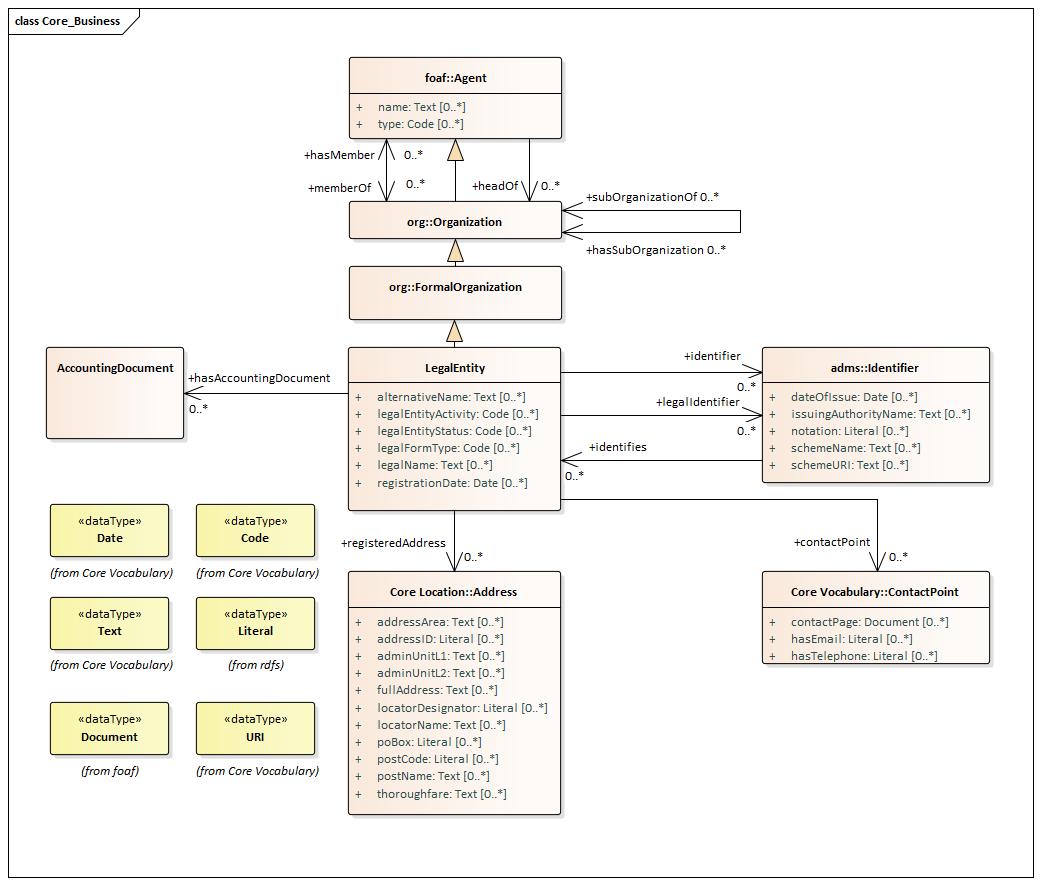 class Core_Business
foaf::Agent
+ name: Text [0..*]
+ type: Code [0..*]
+hasMember 0..*
+memberOf 0..*
+headOf 0..*
+subOrganizationOf 0..*
org::Organization
+hasSubOrganization 0..*
org::FormalOrganization
AccountingDocument
+hasAccountingDocument
0..*
LegalEntity
+ alternativeName: Text [0..*]
+ legalEntityActivity: Code [0..*]
+ legalEntityStatus: Code [0..*]
+ legalFormType: Code [0..*]
+ legalName: Text [0..*]
+ registrationDate: Date [0..*]
+identifier
0..*
+legalIdentifier
0..*
+identifies
0..*
adms::Identifier
+ dateOfIssue: Date [0..*]
+ issuingAuthorityName: Text [0..*]
+ notation: Literal [0..*]
+ schemeName: Text [0..*]
+ schemeURI: Text [0..*]
«dataType»
Date
(from Core Vocabulary)
«dataType»
Code
(from Core Vocabulary)
+registeredAddress
0..*
+contactPoint
0..*
«dataType»
Text
(from Core Vocabulary)
«dataType»
Literal
(from rdfs)
Core Location::Address
+ addressArea: Text [0..*]
+ addressID: Literal [0..*]
+ adminUnitL1: Text [0..*]
+ adminUnitL2: Text [0..*]
+ fullAddress: Text [0..*]
+ locatorDesignator: Literal [0..*]
+ locatorName: Text [0..*]
+ poBox: Literal [0..*]
+ postCode: Literal [0..*]
+ postName: Text [0..*]
+ thoroughfare: Text [0..*]
Core Vocabulary::ContactPoint
+ contactPage: Document [0..*]
+ hasEmail: Literal [0..*]
+ hasTelephone: Literal [0..*]
«dataType»
Document
(from foaf)
«dataType»
URI
(from Core Vocabulary)